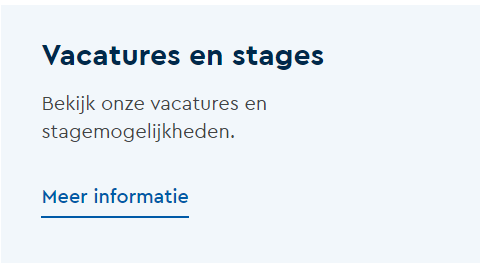 Vacatures en stages
Bekijk onze vacatures en
stagemogelijkheden.
Meer informatie